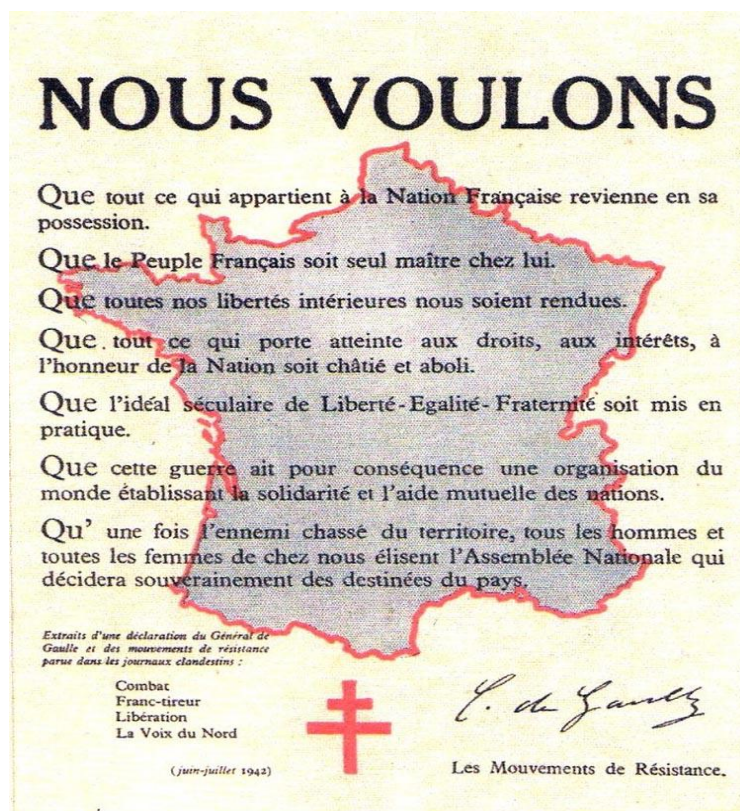 NOUS VOULONS
Que tout ce qui appartient à la Nation Française revienne en sa
possession.
Que le Peuple Français soit seul maître chez lui.
Que toutes nos libertés intérieures nous soient rendues.
Que tout ce qui porte atteinte aux droits, aux intérêts, à
l'honneur de la Nation soit châtié et aboli.
Que l'idéal séculaire de Liberté-Egalité-Fraternité soit mis en
pratique.
Que cette guerre ait pour conséquence une organisation du
monde établissant la solidarité et l'aide mutuelle des nations.
Qu' une fois l'ennemi chassé du territoire, tous les hommes et
toutes les femmes de chez nous élisent l'Assemblée Nationale qui
décidera souverainement des destinées du pays.
Extraits d'une déclaration du Général de
Gaulle et des mouvements de résistance
parue dans les journaux clandestins :
Combat
Franc-tireur
Libération
La Voix du Nord
(juin-juillet 1942)
C. de Gaulle
Les Mouvements de Résistance.